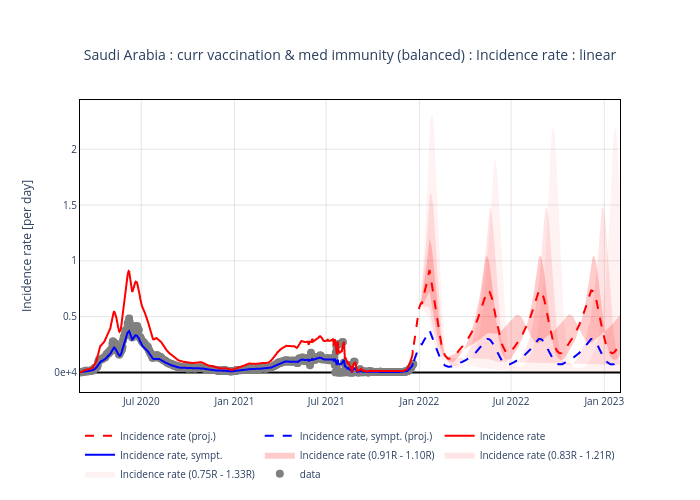 Saudi Arabia : curr vaccination & med immunity (balanced) : Incidence rate : linear
Incidence rate [per day]
2
1.5
1
0.5
0e+4
Jul 2020
Jan 2021
Jul 2021
Jan 2022
Jul 2022
Jan 2023
Incidence rate (proj.)
Incidence rate, sympt. (proj.)
Incidence rate
Incidence rate, sympt.
Incidence rate (0.91R - 1.10R)
Incidence rate (0.83R - 1.21R)
Incidence rate (0.75R - 1.33R)
data